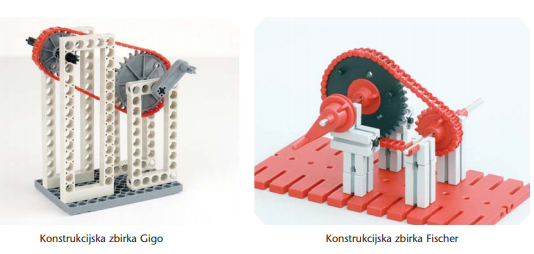 Konstrukcijska zbirka Gigo
Konstrukcijska zbirka Fischer